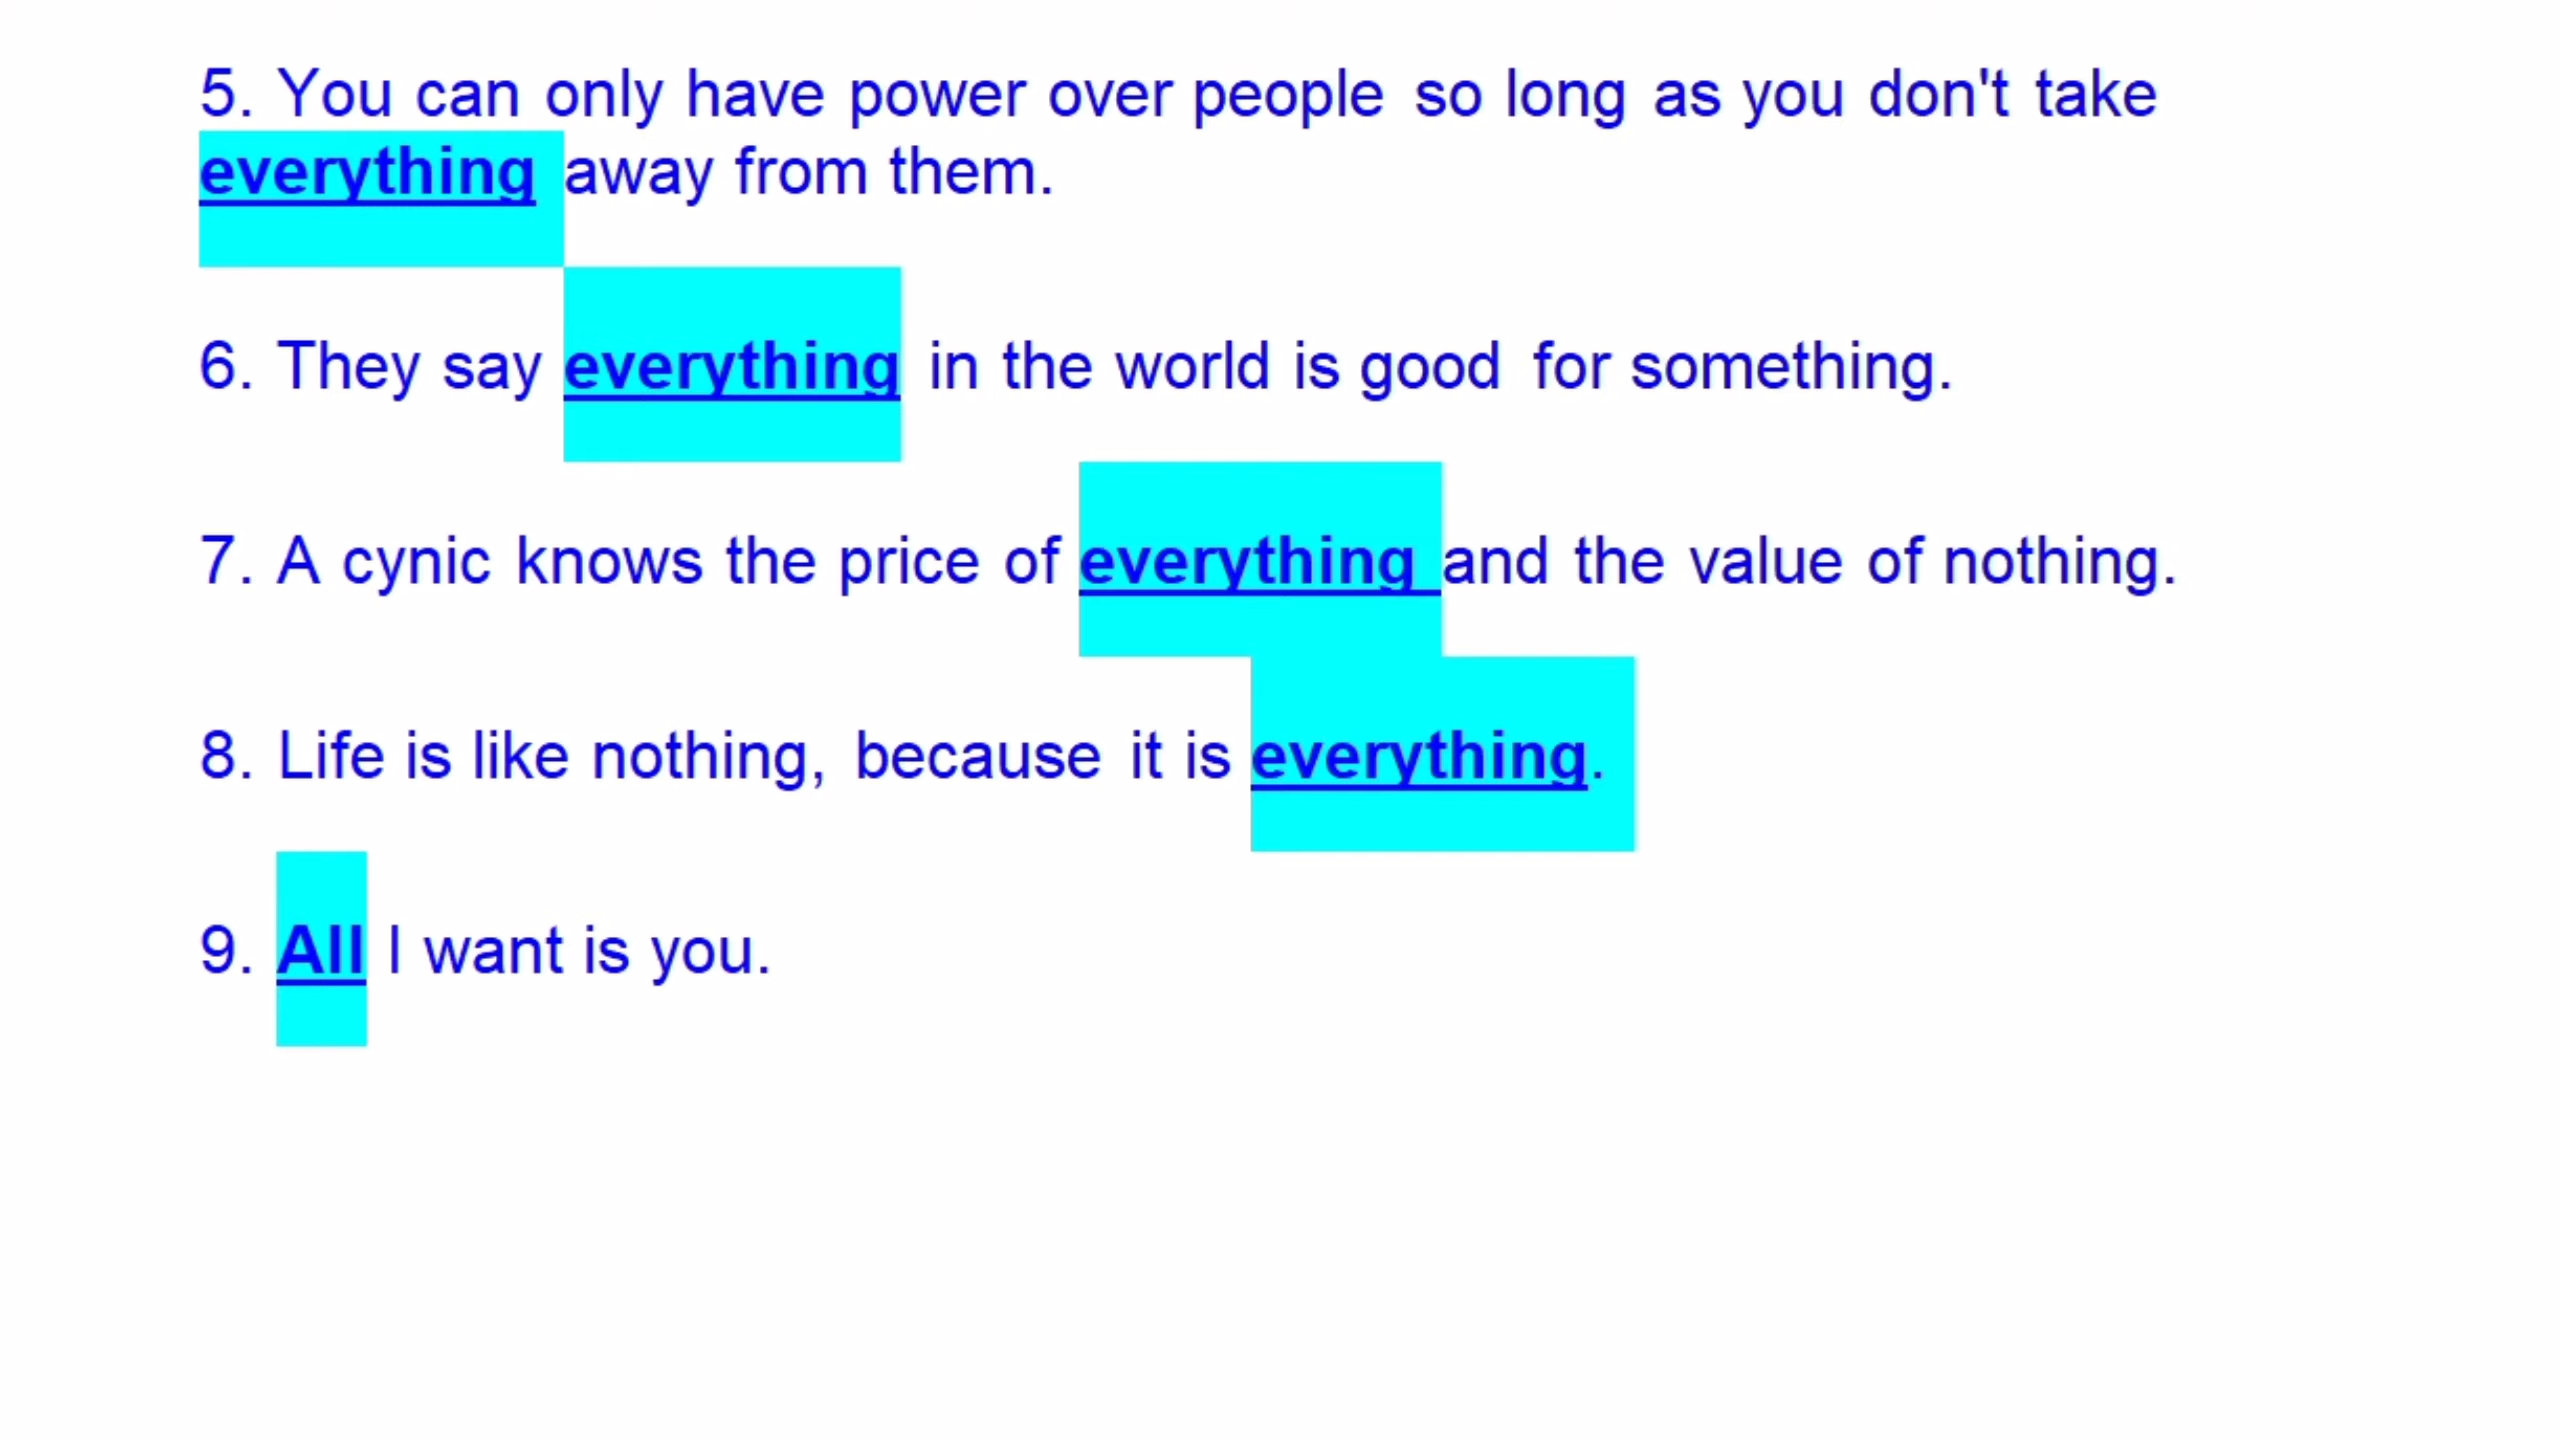 5. You can only have power over people so long as you don't take
everything away from them.
6. They say everything in the world is good for something.
7. A cynic knows the price of everything and the value of nothing.
8. Life is like nothing, because it is everything.
9. All I want is you.